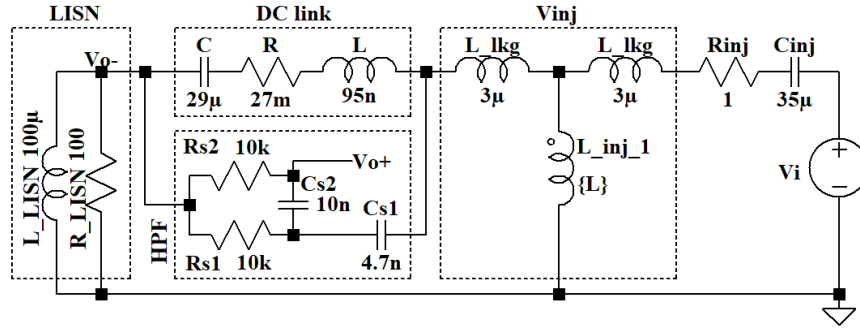 LISN
DC link
Vinj
Vo-
C
R
L
L_lkg
L_lkg
Rinj
Cinj
29µ
27m
95n
3µ
3µ
1
35µ
L_LISN 100µ
R_LISN 100
Rs2
10k
Vo+
Cs2
10n
Cs1
L_inj_1
{L}
Vi
+
−
HPF
Rs1
10k
4.7n